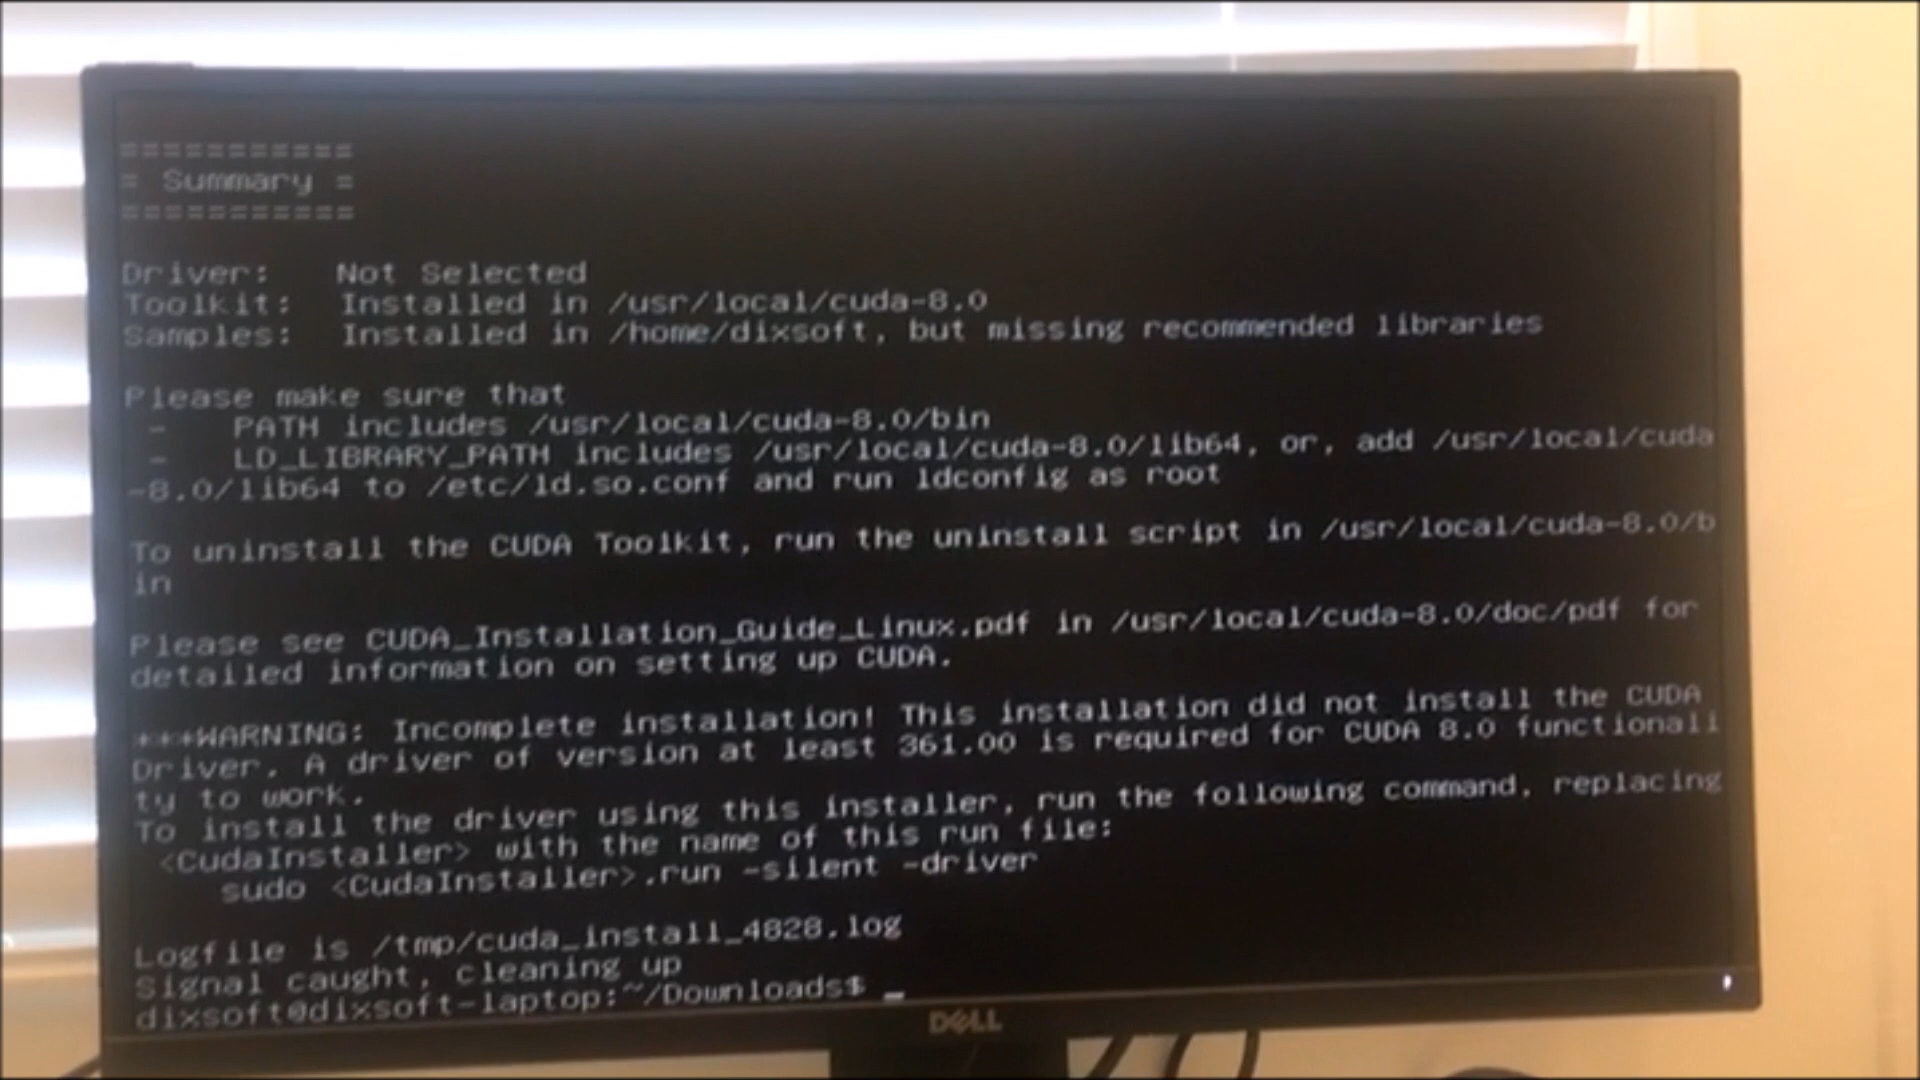 ===========
= Summary =
===========
Driver:   Not Selected
Toolkit:  Installed in /usr/local/cuda-8.0
Samples:  Installed in /home/dixsoft, but missing recommended libraries
Please make sure that
 -   PATH includes /usr/local/cuda-8.0/bin
 -   LD_LIBRARY_PATH includes /usr/local/cuda-8.0/lib64, or, add /usr/local/cuda
-8.0/lib64 to /etc/ld.so.conf and run ldconfig as root
To uninstall the CUDA Toolkit, run the uninstall script in /usr/local/cuda-8.0/b
in
Please see CUDA_Installation_Guide_Linux.pdf in /usr/local/cuda-8.0/doc/pdf for
detailed information on setting up CUDA.
***WARNING: Incomplete installation! This installation did not install the CUDA
Driver. A driver of version at least 361.00 is required for CUDA 8.0 functionali
ty to work.
To install the driver using this installer, run the following command, replacing
 <CudaInstaller> with the name of this run file:
    sudo <CudaInstaller>.run -silent -driver
Logfile is /tmp/cuda_install_4828.log
Signal caught, cleaning up
dixsoft@dixsoft-laptop:~/Downloads$ _
DELL